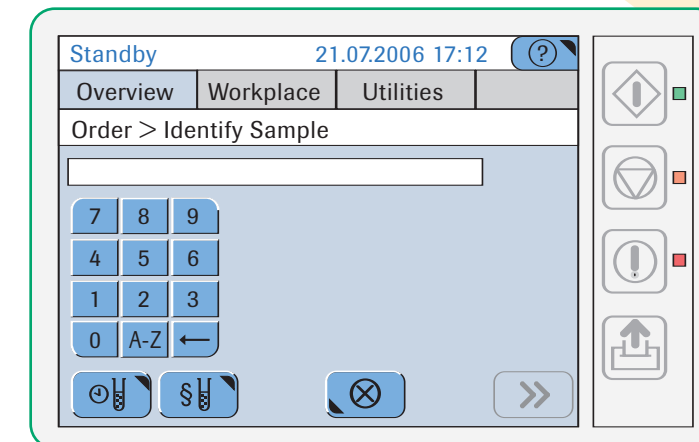 Standby 21.07.2006 17:12 ?
Overview Workplace Utilities
Order > Identify Sample
7 8 9
4 5 6
1 2 3
0 A-Z ←
§
>>